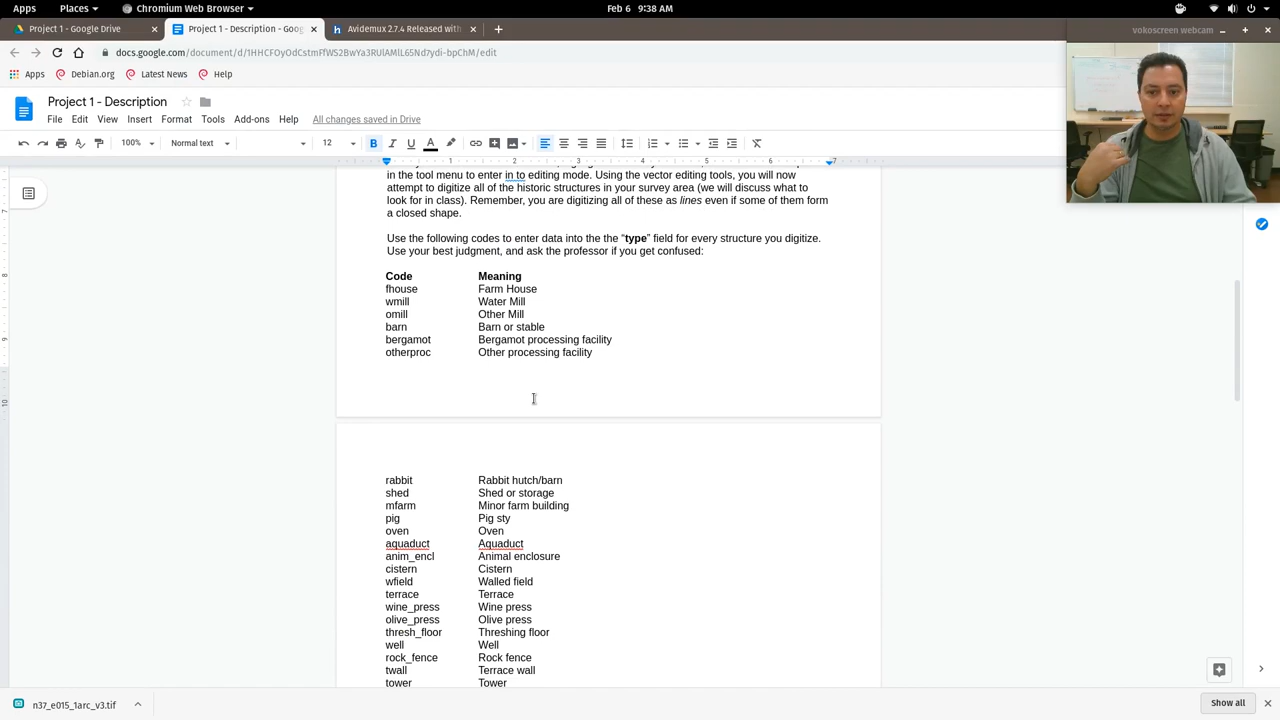 Apps Places Chromium Web Browser Feb 6 9:38 AM
Project 1 - Google Drive Project 1 - Description - Goog Avidemux 2.7.4 Released with
vokoscreen webcam
docs.google.com/document/d/1HHCFOyOdCstmFfWS2BwYa3RUlAMlL65Nd7ydi-bpChM/edit
Apps Debian.org Latest News Help
Project 1 - Description
File Edit View Insert Format Tools Add-ons Help All changes saved in Drive
100% Normal text 12 B I U A
1 2 3 4 5 6 7
in the tool menu to enter in to editing mode. Using the vector editing tools, you will now
attempt to digitize all of the historic structures in your survey area (we will discuss what to
look for in class). Remember, you are digitizing all of these as lines even if some of them form
a closed shape.
Use the following codes to enter data into the the “type” field for every structure you digitize.
Use your best judgment, and ask the professor if you get confused:
Code Meaning
fhouse Farm House
wmill Water Mill
omill Other Mill
barn Barn or stable
bergamot Bergamot processing facility
otherproc Other processing facility
rabbit Rabbit hutch/barn
shed Shed or storage
mfarm Minor farm building
pig Pig sty
oven Oven
aquaduct Aquaduct
anim_encl Animal enclosure
cistern Cistern
wfield Walled field
terrace Terrace
wine_press Wine press
olive_press Olive press
thresh_floor Threshing floor
well Well
rock_fence Rock fence
twall Terrace wall
tower Tower
n37_e015_1arc_v3.tif Show all